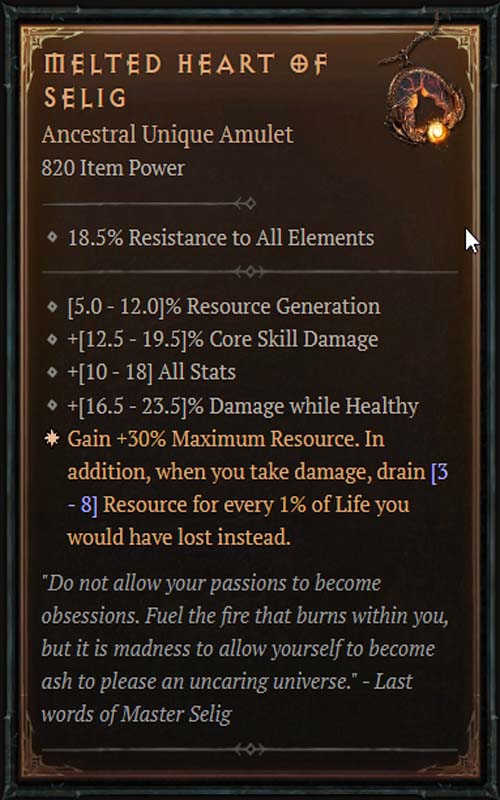 MELTED HEART OF
SELIG
Ancestral Unique Amulet
820 Item Power
18.5% Resistance to All Elements
[5.0 - 12.0]% Resource Generation
+[12.5 - 19.5]% Core Skill Damage
+[10 - 18] All Stats
+[16.5 - 23.5]% Damage while Healthy
Gain +30% Maximum Resource. In
addition, when you take damage, drain [3
- 8] Resource for every 1% of Life you
would have lost instead.
"Do not allow your passions to become
obsessions. Fuel the fire that burns within you,
but it is madness to allow yourself to become
ash to please an uncaring universe." - Last
words of Master Selig